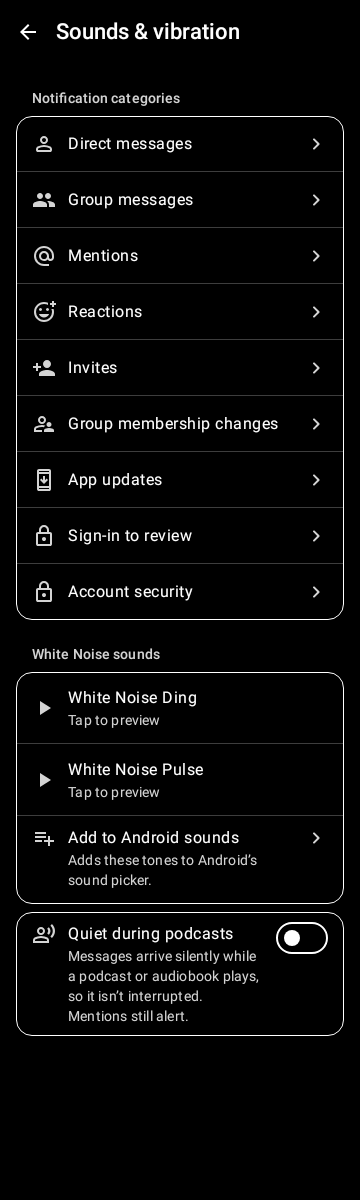 Sounds & vibration
Notification categories
Direct messages
Group messages
Mentions
Reactions
Invites
Group membership changes
App updates
Sign-in to review
Account security
White Noise sounds
White Noise Ding
Tap to preview
White Noise Pulse
Tap to preview
Add to Android sounds
Adds these tones to Android’s
sound picker.
Quiet during podcasts
Messages arrive silently while
a podcast or audiobook plays,
so it isn’t interrupted.
Mentions still alert.